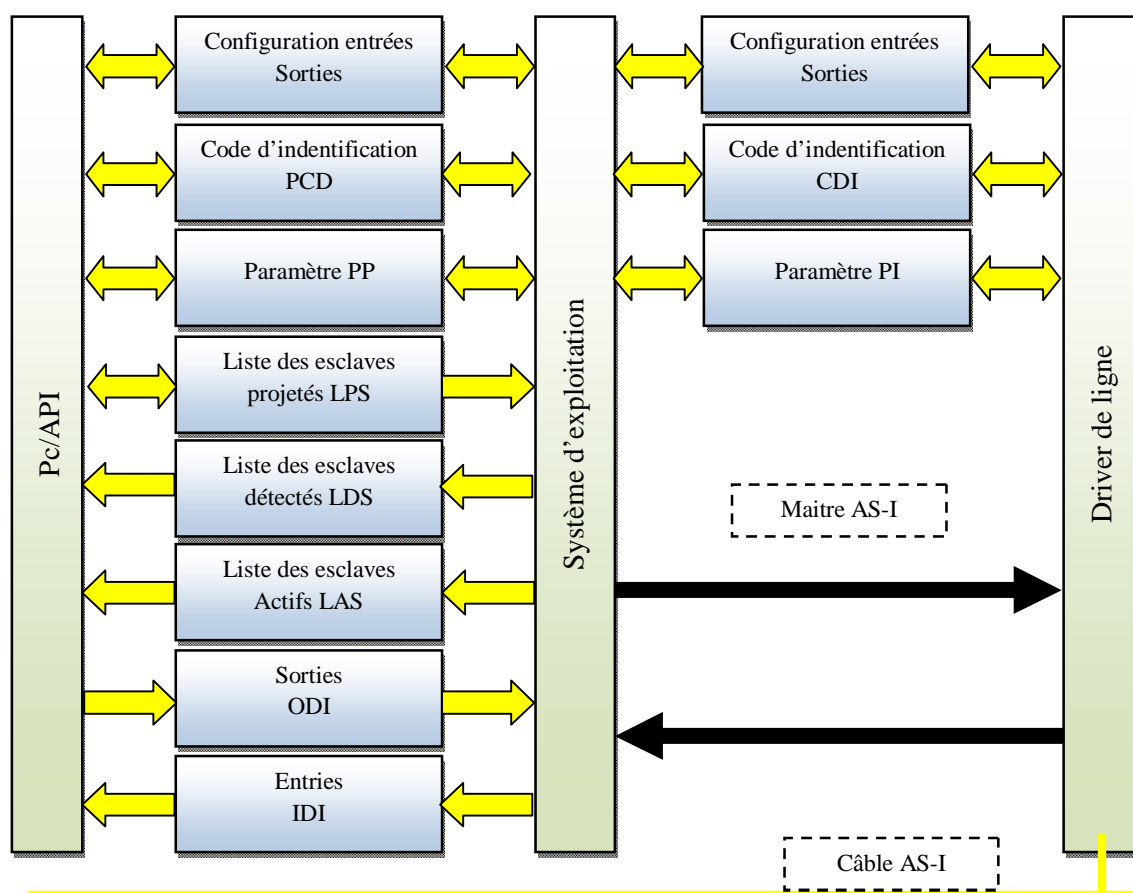 Pc/API
Configuration entrées
Sorties
Code d’indentification
PCD
Paramètre PP
Liste des esclaves
projetés LPS
Liste des esclaves
détectés LDS
Liste des esclaves
Actifs LAS
Sorties
ODI
Entries
IDI
Système d’exploitation
Configuration entrées
Sorties
Code d’indentification
CDI
Paramètre PI
Maitre AS-I
Câble AS-I
Driver de ligne